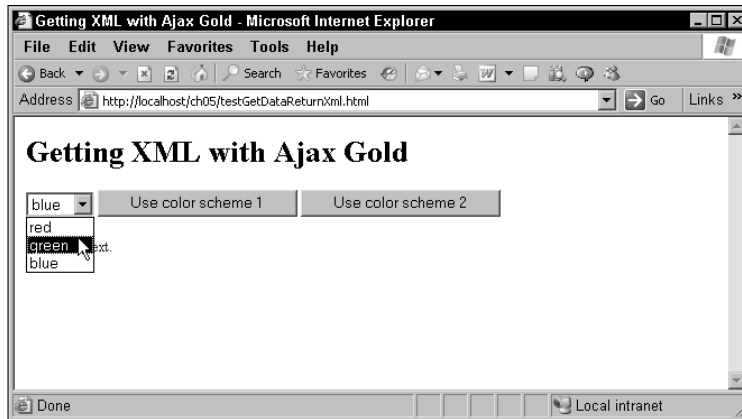 Getting XML with Ajax Gold - Microsoft Internet Explorer
File Edit View Favorites Tools Help
Back Search Favorites
Address http://localhost/ch05/testGetDataReturnXml.html Go Links »
Getting XML with Ajax Gold
blue Use color scheme 1 Use color scheme 2
red
green ext.
blue
Done Local intranet